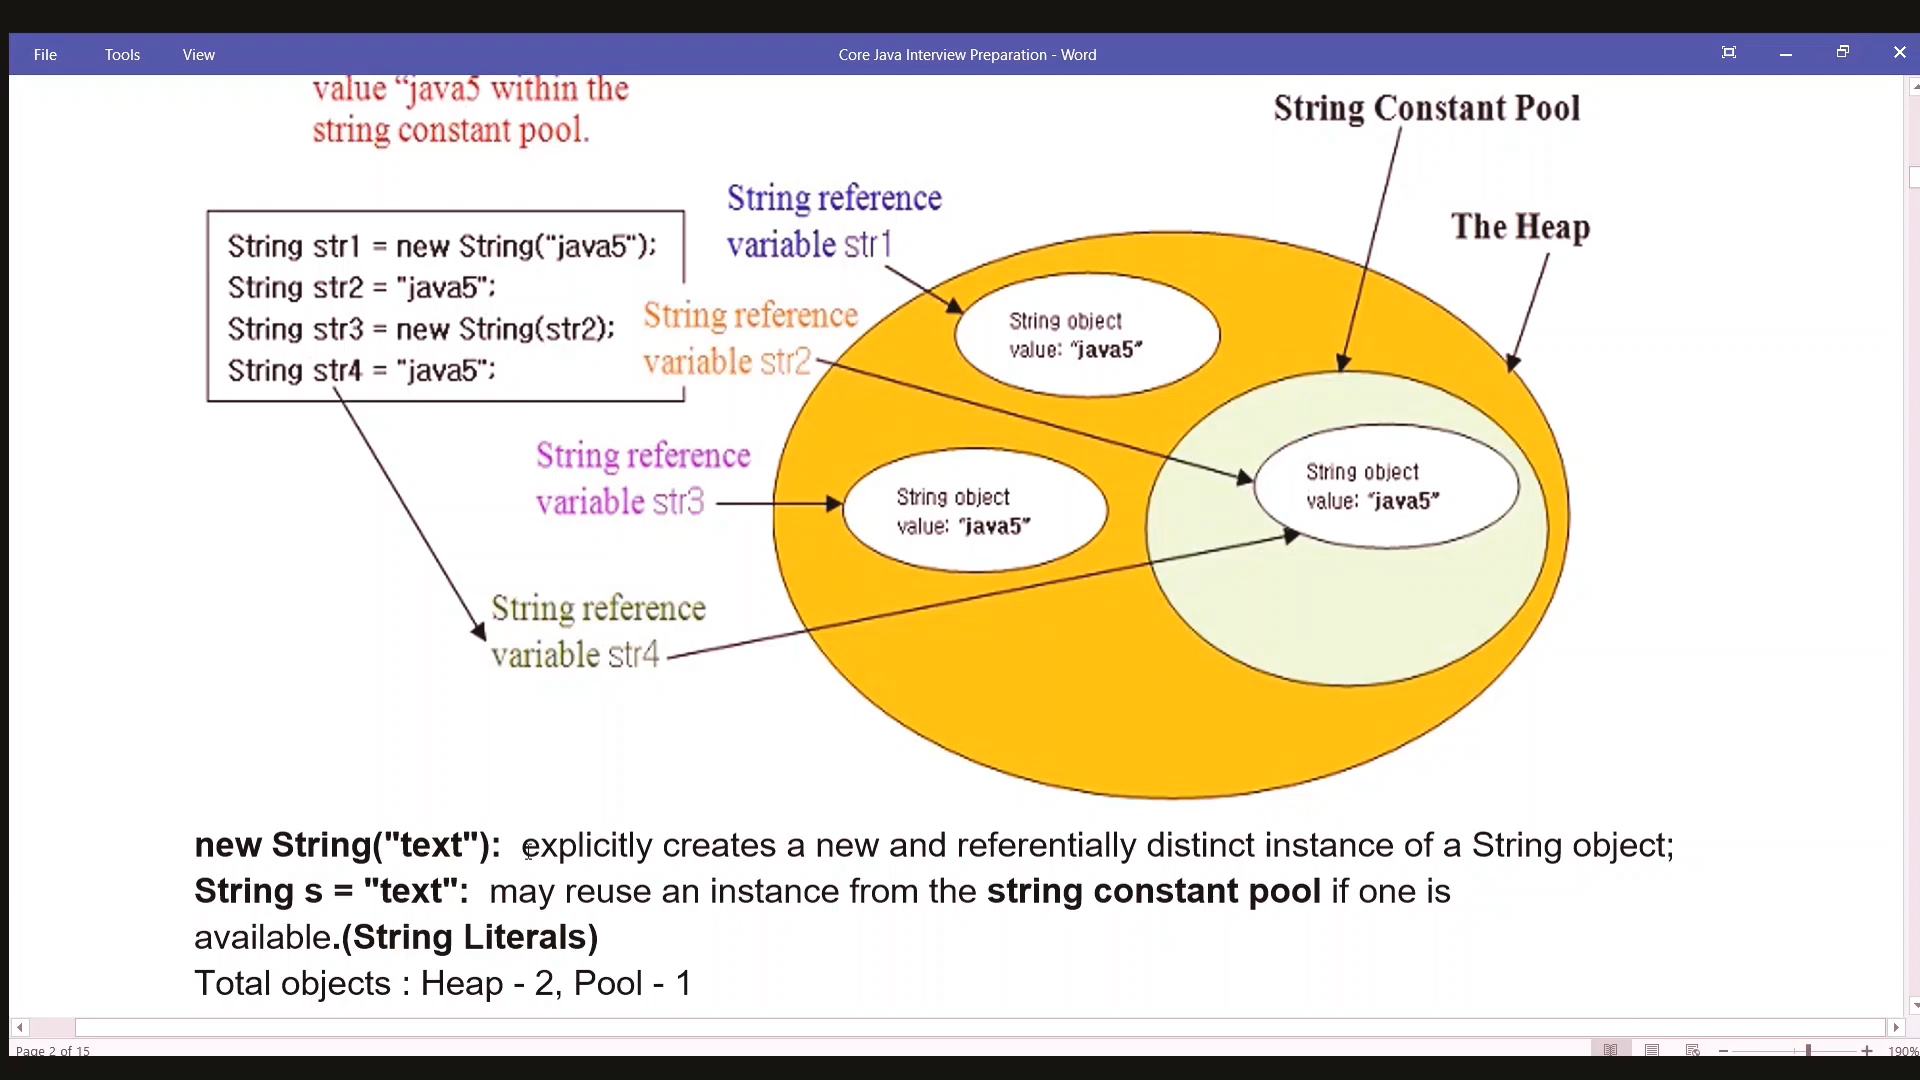 File Tools View Core Java Interview Preparation - Word
value “java5 within the
string constant pool.
String Constant Pool
The Heap
String str1 = new String("java5");
String str2 = "java5";
String str3 = new String(str2);
String str4 = "java5";
String reference
variable str1
String reference
variable str2
String reference
variable str3
String reference
variable str4
String object
value: “java5”
String object
value: “java5”
String object
value: “java5”
new String("text"): explicitly creates a new and referentially distinct instance of a String object;
String s = "text": may reuse an instance from the string constant pool if one is
available.(String Literals)
Total objects : Heap - 2, Pool - 1
Page 2 of 15
190%